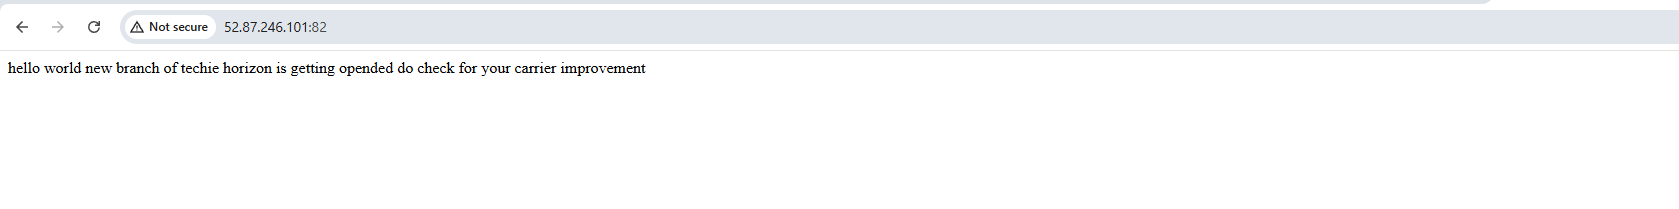 Not secure 52.87.246.101:82
hello world new branch of techie horizon is getting opended do check for your carrier improvement